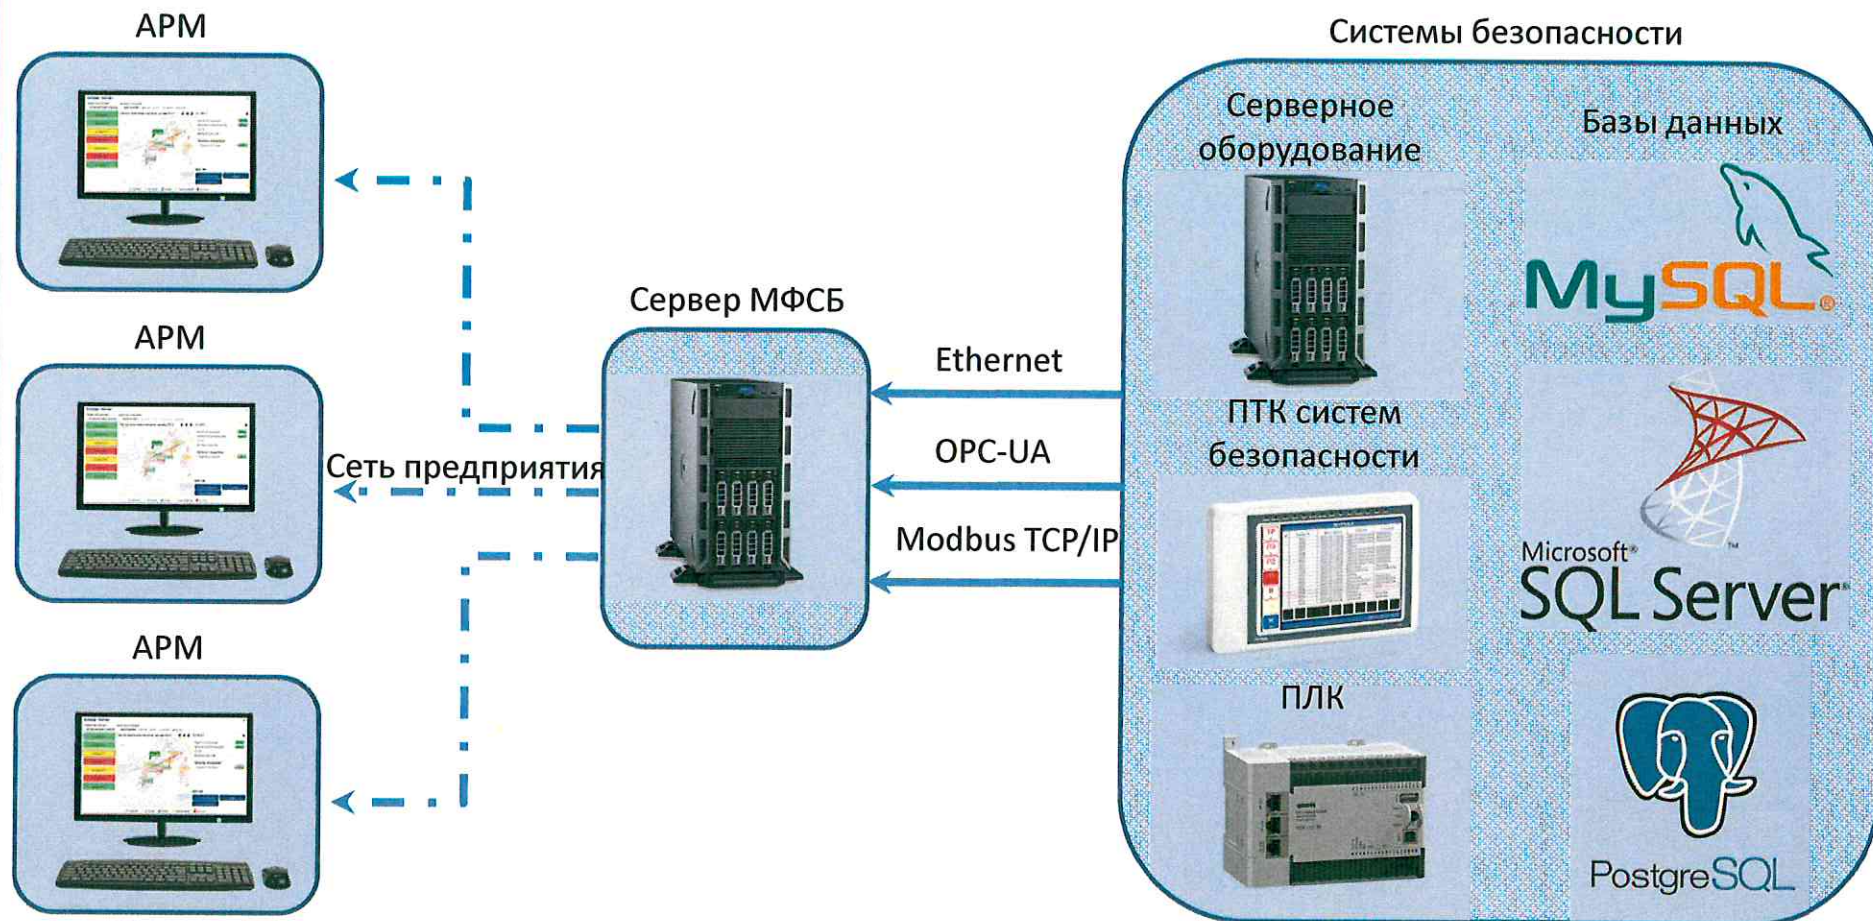 АРМ
АРМ
АРМ
Сеть предприятия
Сервер МФСБ
Ethernet
OPC-UA
Modbus TCP/IP
Системы безопасности
Серверное
оборудование
ПТК систем
безопасности
ПЛК
Базы данных
MySQL®
Microsoft®
SQL Server®
PostgreSQL